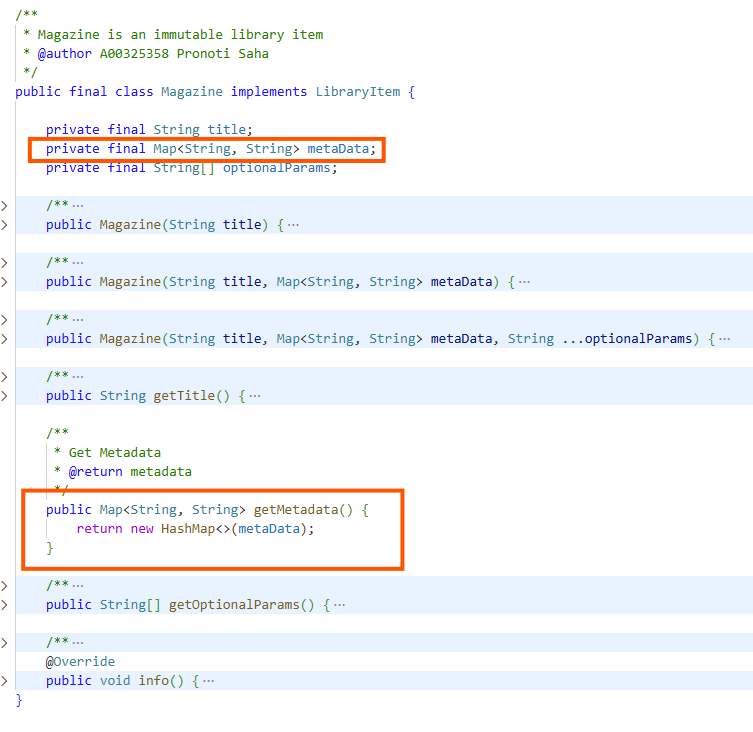 /**
* Magazine is an immutable library item
* @author A00325358 Pronoti Saha
*/
public final class Magazine implements LibraryItem {
private final String title;
private final Map<String, String> metaData;
private final String[] optionalParams;
/** ···
public Magazine(String title) { ···
/** ···
public Magazine(String title, Map<String, String> metaData) { ···
/** ···
public Magazine(String title, Map<String, String> metaData, String ...optionalParams) { ···
/** ···
public String getTitle() { ···
/**
* Get Metadata
* @return metadata
*/
public Map<String, String> getMetadata() {
return new HashMap<>(metaData);
}
/** ···
public String[] getOptionalParams() { ···
/** ···
@Override
public void info() { ···
}